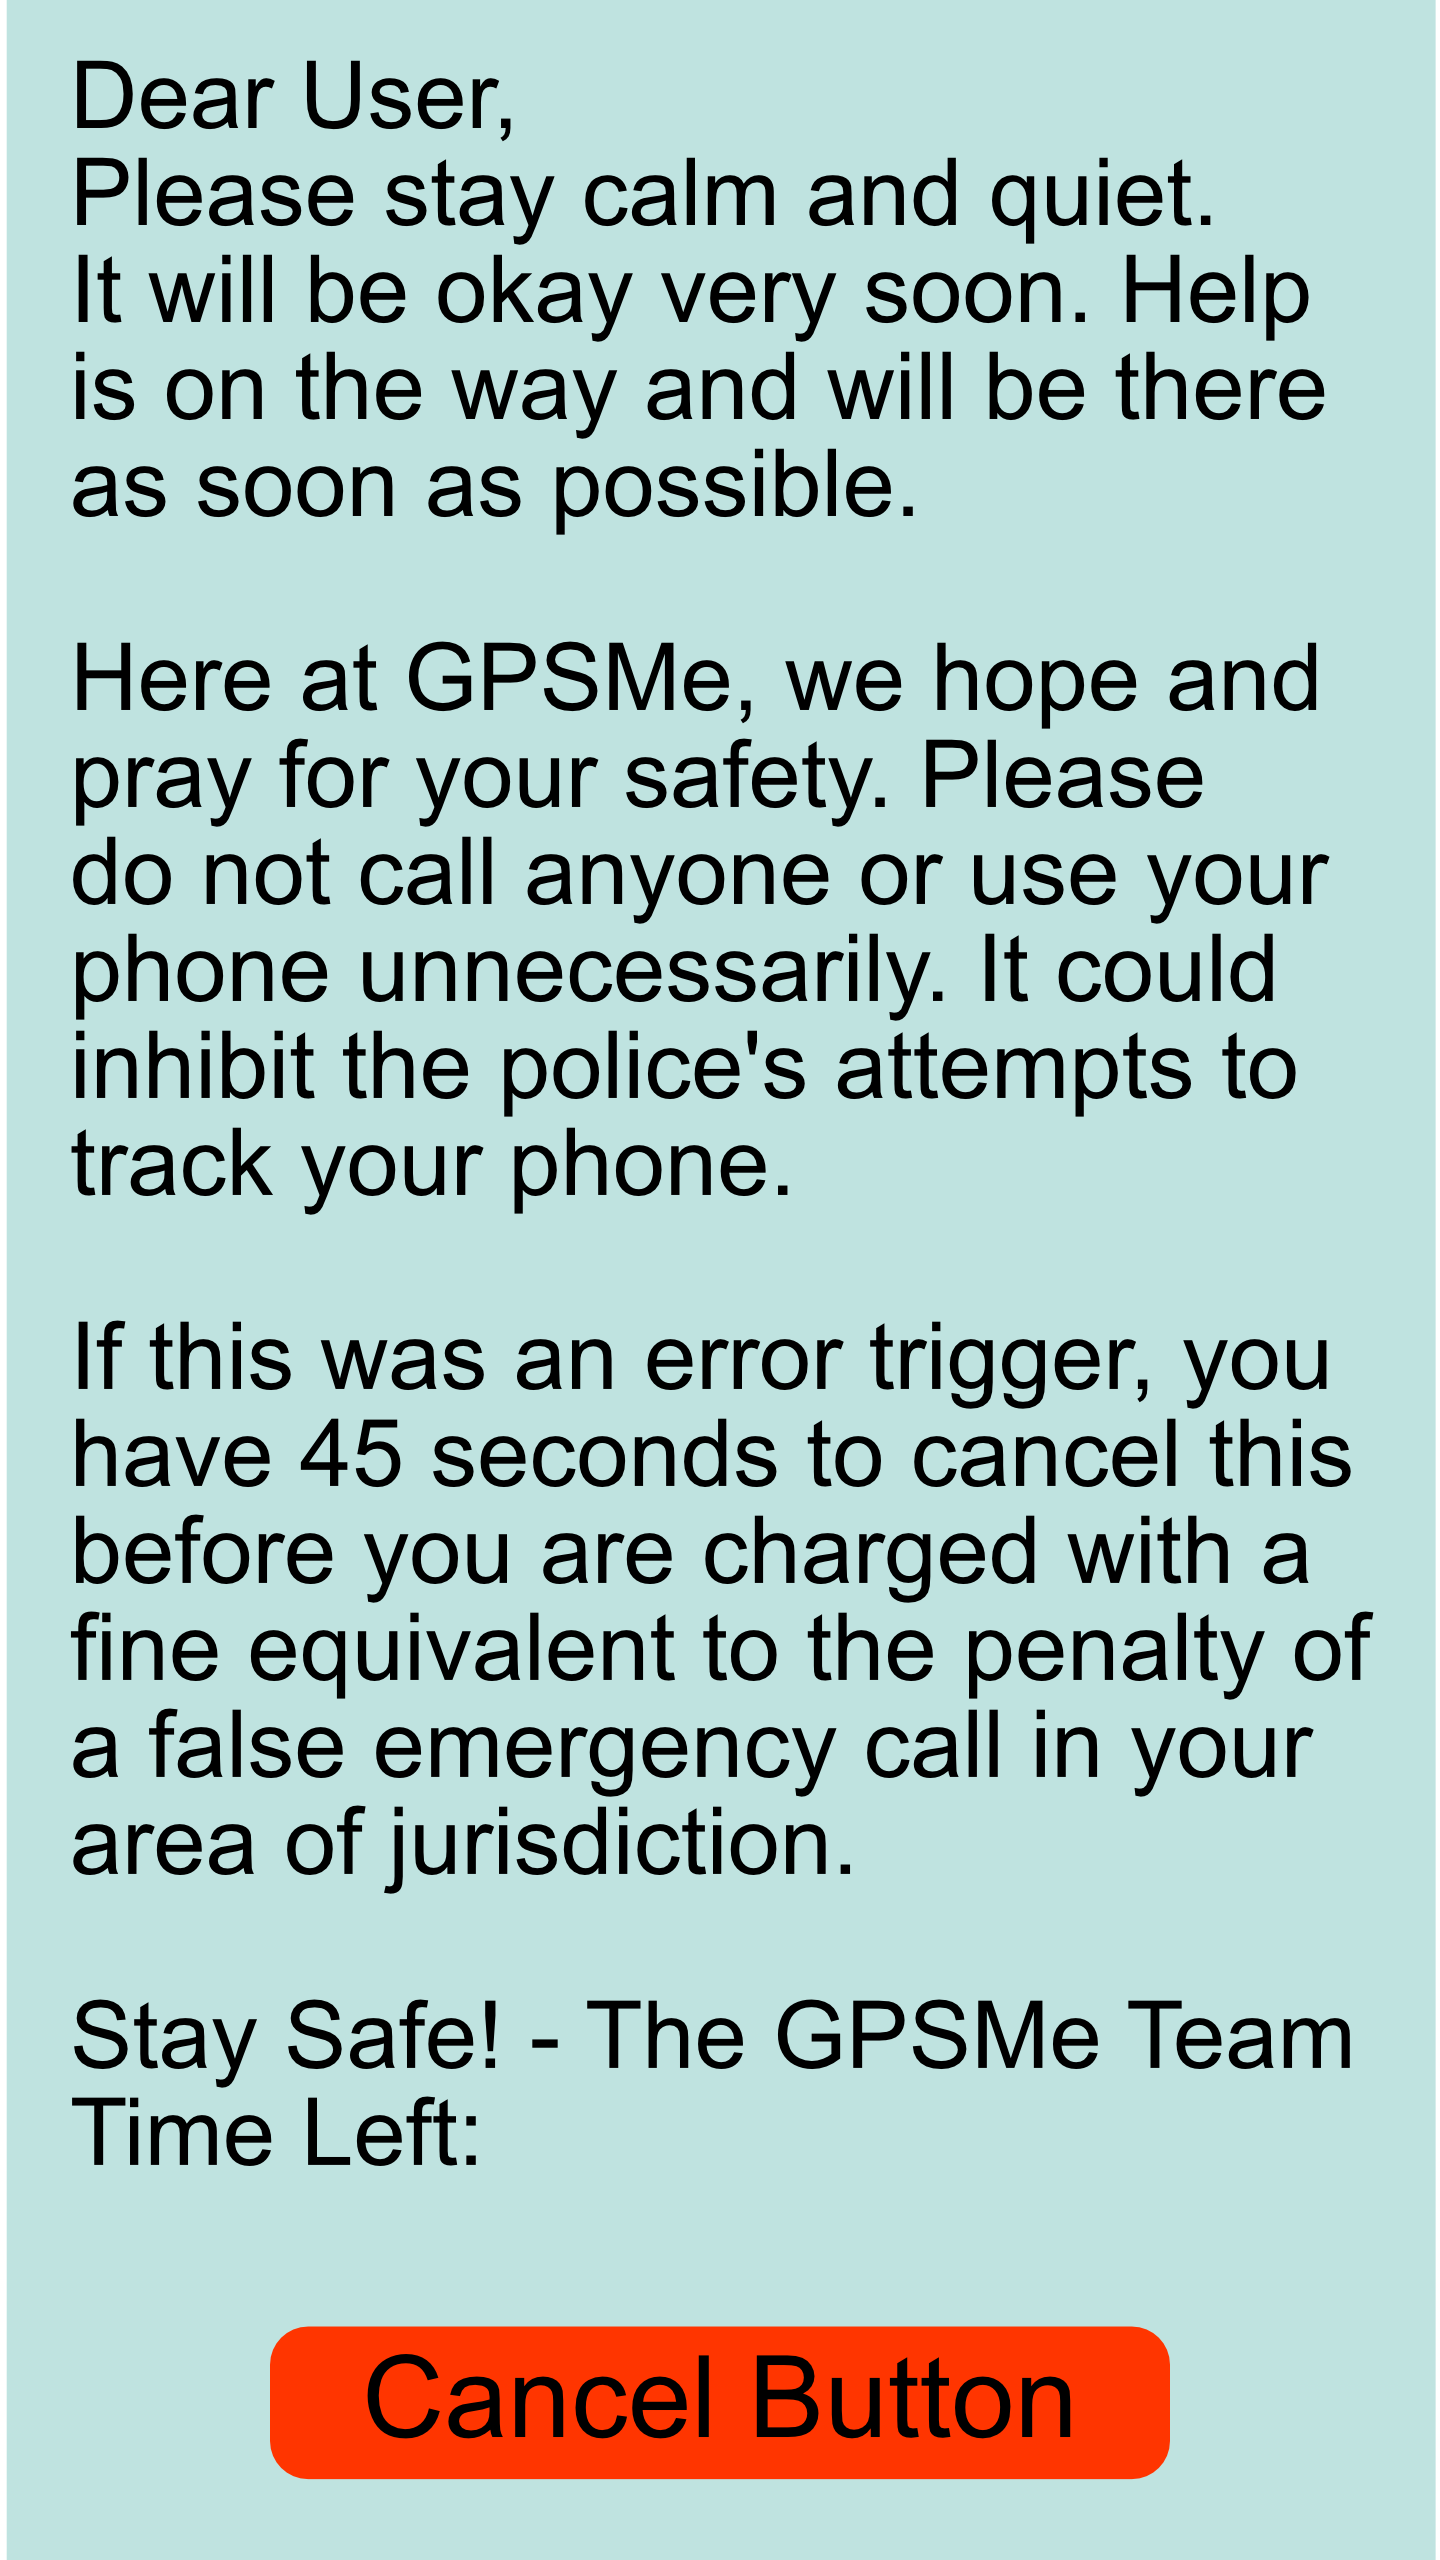 Dear User,
Please stay calm and quiet.
It will be okay very soon. Help
is on the way and will be there
as soon as possible.
Here at GPSMe, we hope and
pray for your safety. Please
do not call anyone or use your
phone unnecessarily. It could
inhibit the police's attempts to
track your phone.
If this was an error trigger, you
have 45 seconds to cancel this
before you are charged with a
fine equivalent to the penalty of
a false emergency call in your
area of jurisdiction.
Stay Safe! - The GPSMe Team
Time Left:
Cancel Button